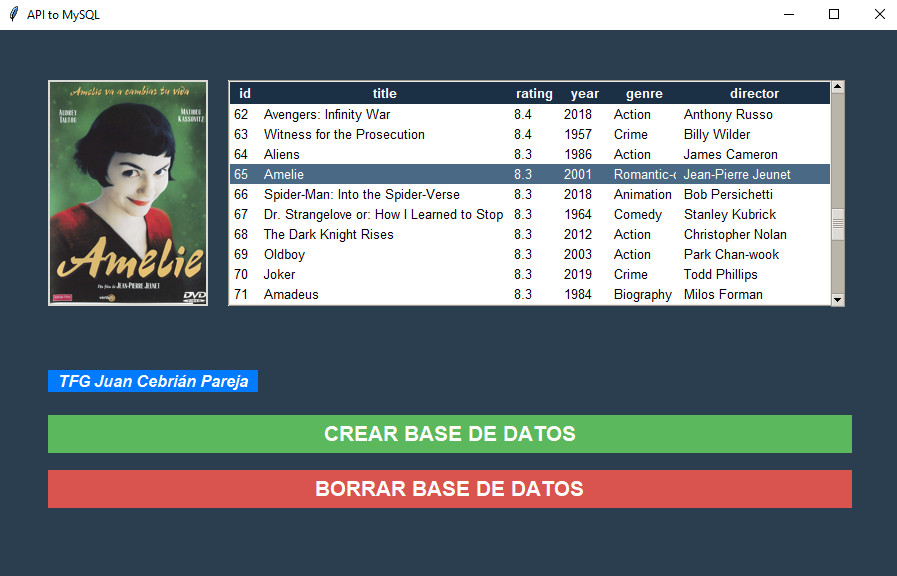 API to MySQL
Amelie va a cambiar tu vida
AUDREY TAUTOU
MATHIEU KASSOVITZ
Amelie
Un film de JEAN-PIERRE JEUNET
DVD
id title rating year genre director
62 Avengers: Infinity War 8.4 2018 Action Anthony Russo
63 Witness for the Prosecution 8.4 1957 Crime Billy Wilder
64 Aliens 8.3 1986 Action James Cameron
65 Amelie 8.3 2001 Romantic-c Jean-Pierre Jeunet
66 Spider-Man: Into the Spider-Verse 8.3 2018 Animation Bob Persichetti
67 Dr. Strangelove or: How I Learned to Stop 8.3 1964 Comedy Stanley Kubrick
68 The Dark Knight Rises 8.3 2012 Action Christopher Nolan
69 Oldboy 8.3 2003 Action Park Chan-wook
70 Joker 8.3 2019 Crime Todd Phillips
71 Amadeus 8.3 1984 Biography Milos Forman
TFG Juan Cebrián Pareja
CREAR BASE DE DATOS
BORRAR BASE DE DATOS